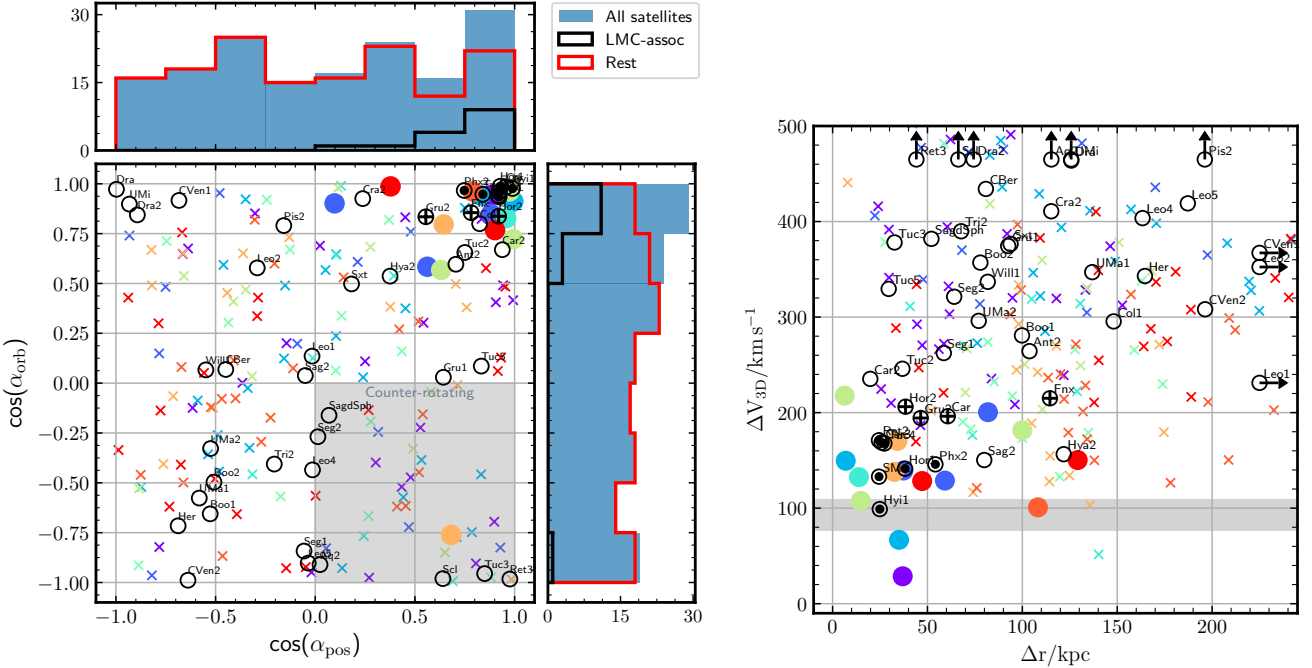 30
15
0
All satellites
LMC-assoc
Rest
cos(α_orb)
1.00
0.75
0.50
0.25
0.00
−0.25
−0.50
−0.75
−1.00
−1.0
−0.5
0.0
0.5
1.0
cos(α_pos)
Dra
UMi
Dra2
CVen1
Pis2
Cra2
Gru2
Phx2
Fnx
Hor2
Car2
Tuc2
Ant2
Leo2
Sxt
Hya2
Leo1
Sag2
Will1
CBer
Gru1
Counter-rotating
SagdSph
Seg2
UMa2
Tri2
Leo4
Boo2
UMa1
Boo1
Her
Seg1
CVen2
Scl
Tuc3
Ret3
0
15
30
ΔV_3D/km s⁻¹
500
400
300
200
100
0
0
50
100
150
200
Δr/kpc
Ret3
Dra2
Pis2
CBer
Cra2
Leo4
Leo5
Tri2
SagdSph
Tuc3
Boo2
Will1
UMa1
Her
Leo2
Tuc5
Seg2
CVen2
UMa2
Col1
Boo1
Ant2
Seg1
Tuc2
Car2
Leo1
Hor2
Car
Fnx
Sag2
Hya2
Hor1
Phx2
Hyi1